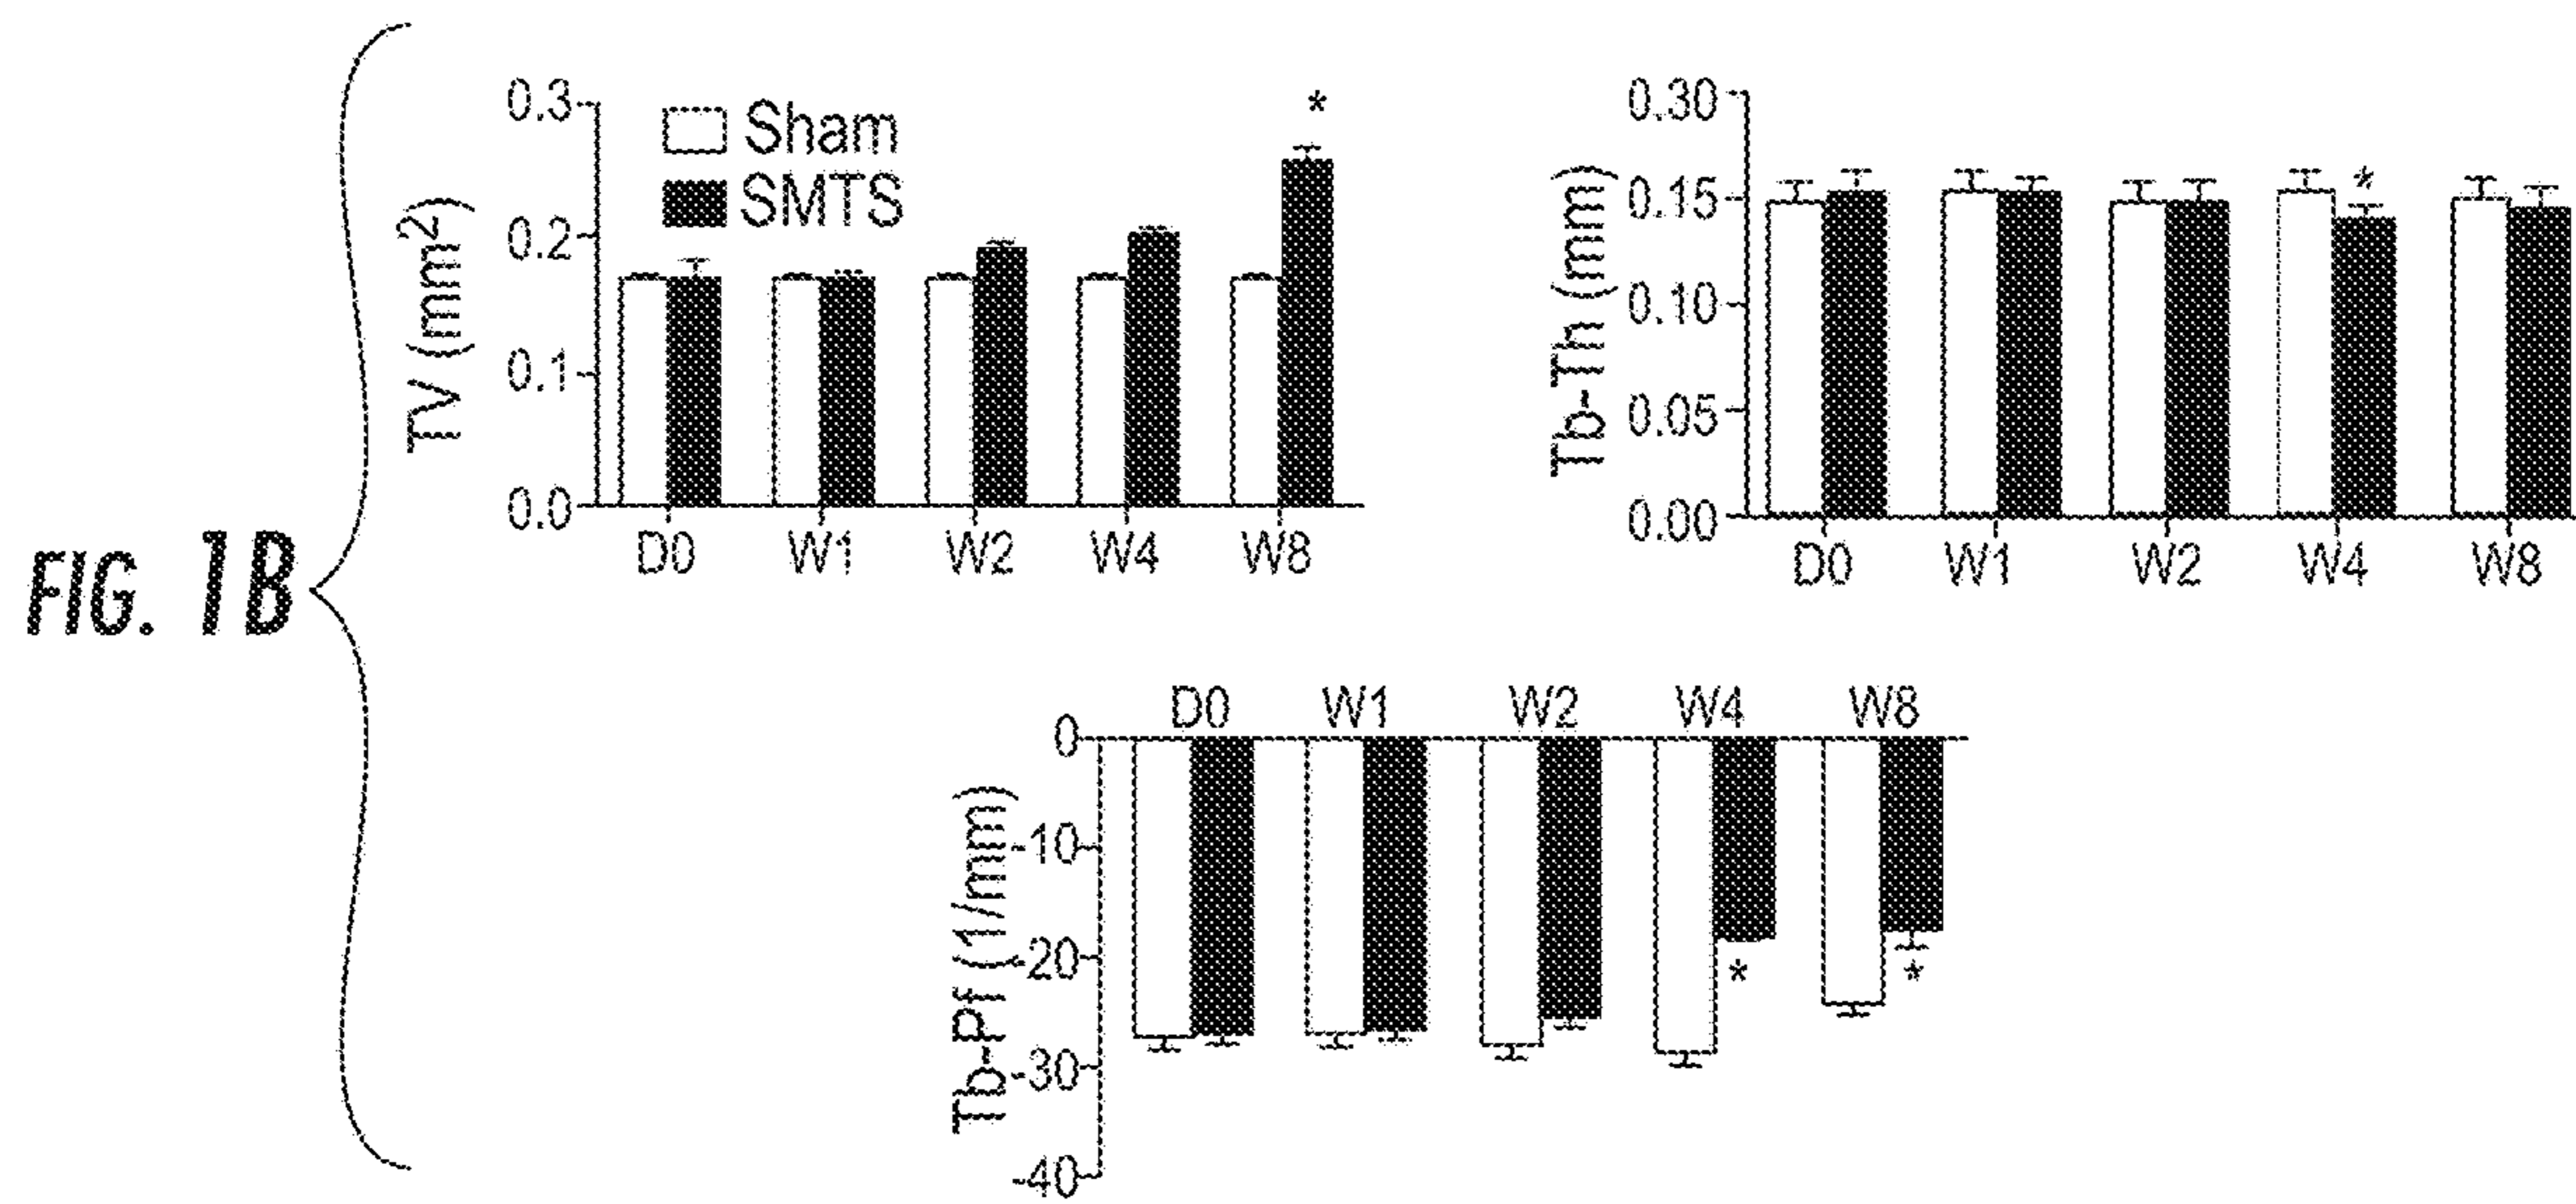 FIG. 1B
TV (mm²)
0.3
0.2
0.1
0.0
Sham
SMTS
*
D0 W1 W2 W4 W8
Tb-Th (mm)
0.30
0.15
0.10
0.05
0.00
*
D0 W1 W2 W4 W8
D0 W1 W2 W4 W8
Tb-Pf (1/mm)
0
-10
-20
-30
-40
* *